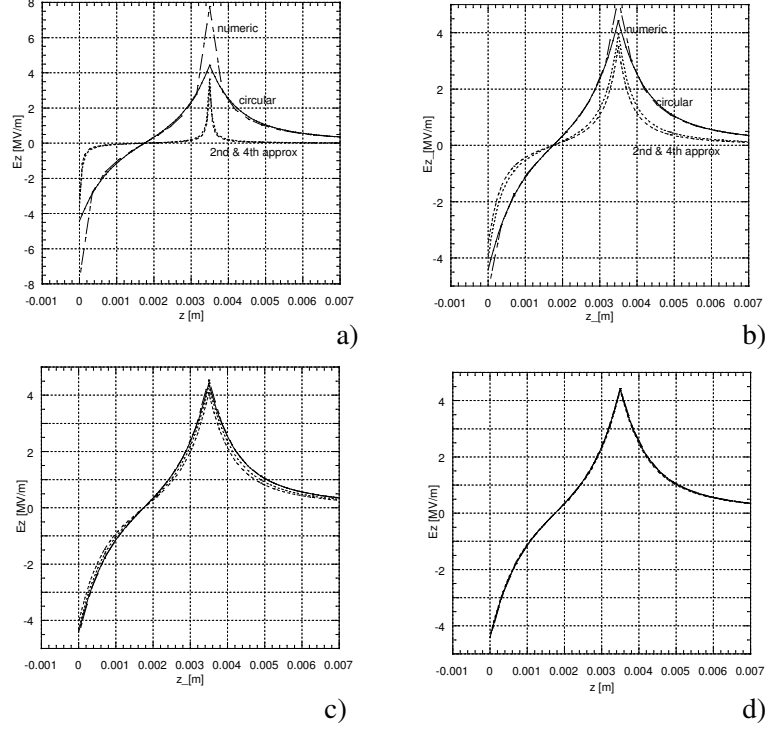 8
6
4
2
0
-2
-4
-6
-8
Ez [MV/m]
numeric
circular
2nd & 4th approx
-0.001 0 0.001 0.002 0.003 0.004 0.005 0.006 0.007
z [m]
a)
4
2
0
-2
-4
Ez_[MV/m]
numeric
circular
2nd & 4th approx
-0.001 0 0.001 0.002 0.003 0.004 0.005 0.006 0.007
z_[m]
b)
4
2
0
-2
-4
Ez [MV/m]
-0.001 0 0.001 0.002 0.003 0.004 0.005 0.006 0.007
z_[m]
c)
4
2
0
-2
-4
Ez [MV/m]
-0.001 0 0.001 0.002 0.003 0.004 0.005 0.006 0.007
z [m]
d)